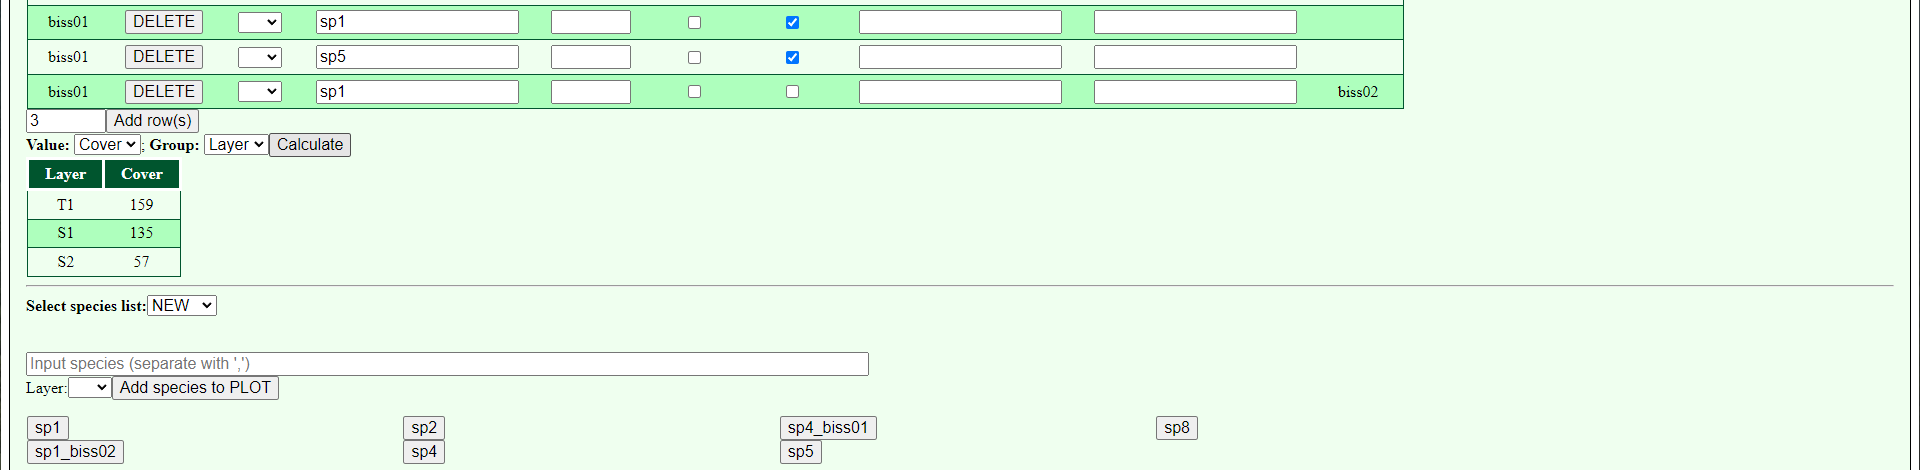 biss01 DELETE sp1
biss01 DELETE sp5
biss01 DELETE sp1 biss02
3 Add row(s)
Value: Cover ; Group: Layer Calculate
Layer Cover
T1 159
S1 135
S2 57
Select species list: NEW
Input species (separate with ',')
Layer: Add species to PLOT
sp1 sp2 sp4_biss01 sp8
sp1_biss02 sp4 sp5